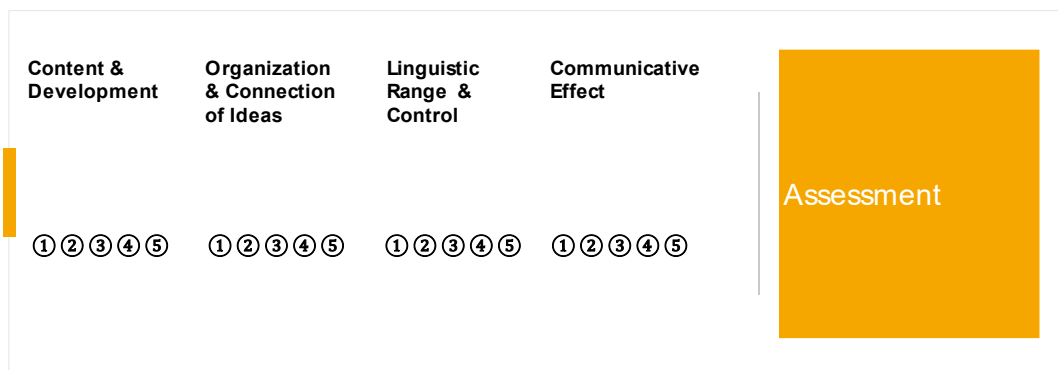 Content &
Development
Organization
& Connection
of Ideas
Linguistic
Range &
Control
Communicative
Effect
Assessment
①②③④⑤ ①②③④⑤ ①②③④⑤ ①②③④⑤